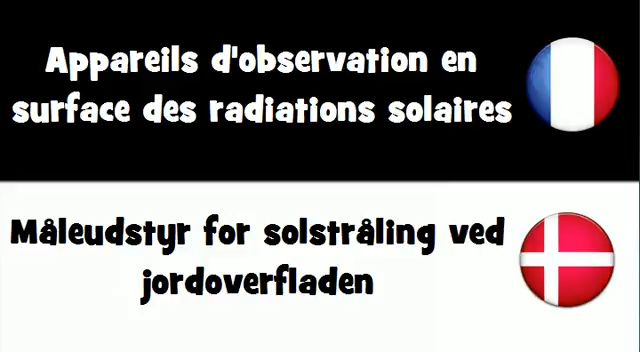 Appareils d'observation en
surface des radiations solaires
Måleudstyr for solstråling ved
jordoverfladen